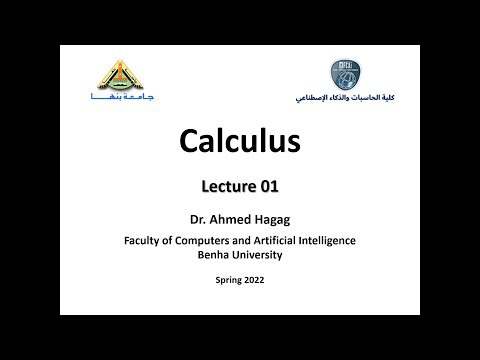 جامعة بنها
كلية الحاسبات والذكاء الإصطناعي
Calculus
Lecture 01
Dr. Ahmed Hagag
Faculty of Computers and Artificial Intelligence
Benha University
Spring 2022